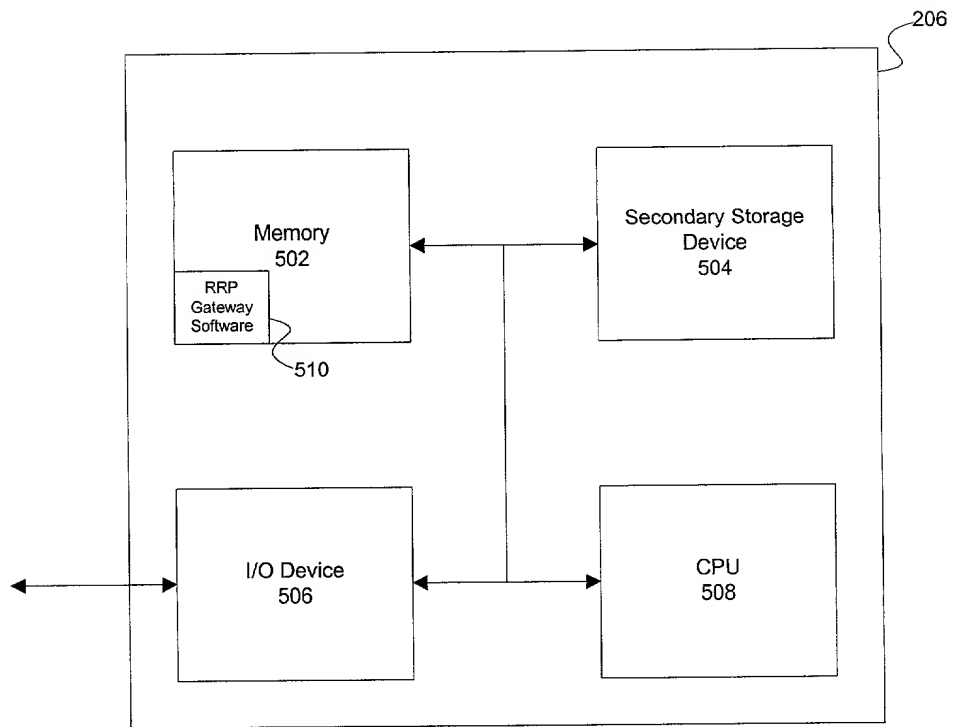 206
Memory
502
Secondary Storage
Device
504
RRP
Gateway
Software
510
I/O Device
506
CPU
508